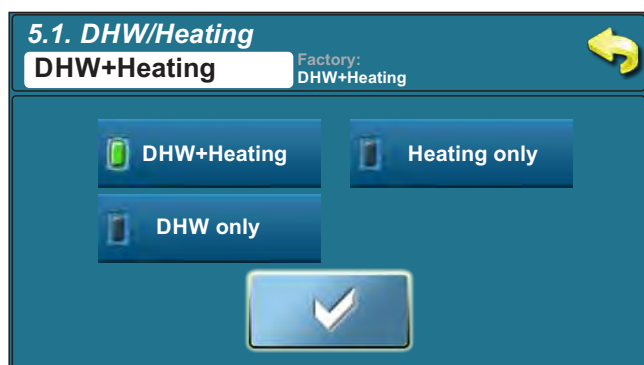 5.1. DHW/Heating
DHW+Heating
Factory:
DHW+Heating
DHW+Heating
Heating only
DHW only